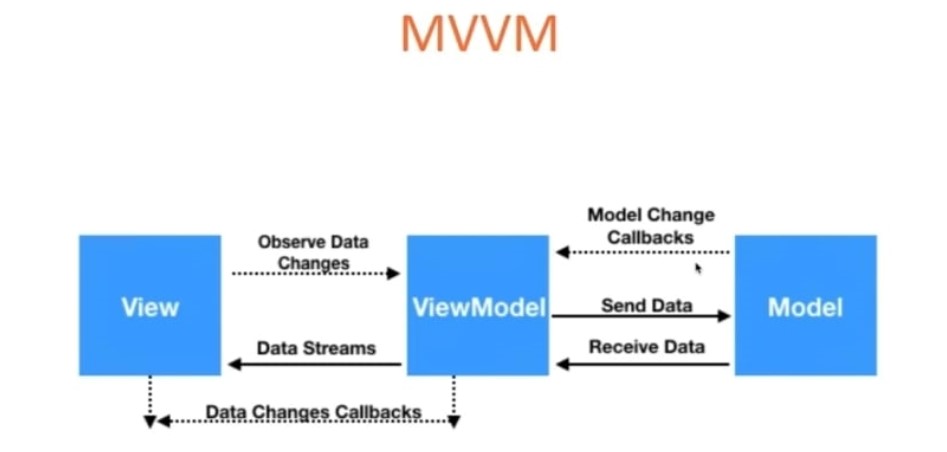 MVVM
Model Change
Callbacks
Observe Data
Changes
View
ViewModel
Send Data
Model
Data Streams
Receive Data
Data Changes Callbacks